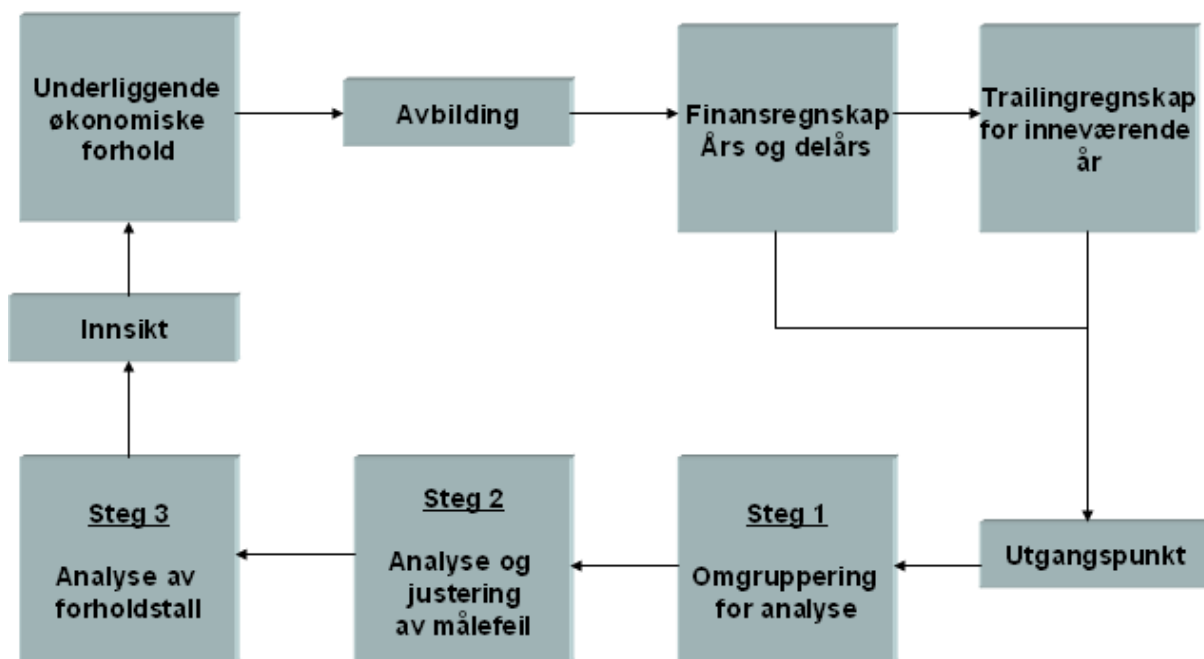 Underliggende
økonomiske
forhold
Avbilding
Finansregnskap
Års og delårs
Trailingregnskap
for inneværende
år
Innsikt
Steg 3
Analyse av
forholdstall
Steg 2
Analyse og
justering
av målefeil
Steg 1
Omgruppering
for analyse
Utgangspunkt